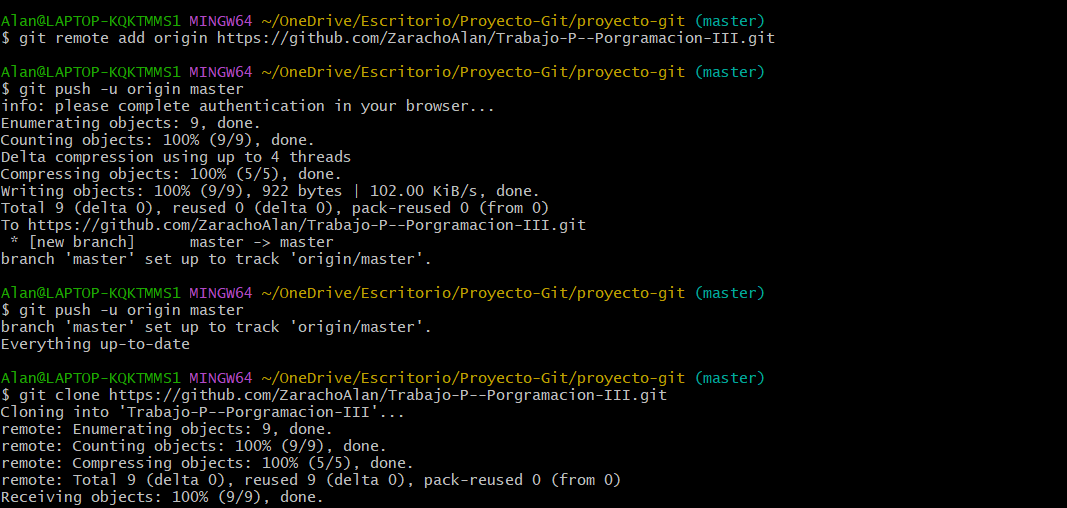 Alan@LAPTOP-KQKTMMS1 MINGW64 ~/OneDrive/Escritorio/Proyecto-Git/proyecto-git (master)
$ git remote add origin https://github.com/ZarachoAlan/Trabajo-P--Porgramacion-III.git
Alan@LAPTOP-KQKTMMS1 MINGW64 ~/OneDrive/Escritorio/Proyecto-Git/proyecto-git (master)
$ git push -u origin master
info: please complete authentication in your browser...
Enumerating objects: 9, done.
Counting objects: 100% (9/9), done.
Delta compression using up to 4 threads
Compressing objects: 100% (5/5), done.
Writing objects: 100% (9/9), 922 bytes | 102.00 KiB/s, done.
Total 9 (delta 0), reused 0 (delta 0), pack-reused 0 (from 0)
To https://github.com/ZarachoAlan/Trabajo-P--Porgramacion-III.git
 * [new branch]      master -> master
branch 'master' set up to track 'origin/master'.
Alan@LAPTOP-KQKTMMS1 MINGW64 ~/OneDrive/Escritorio/Proyecto-Git/proyecto-git (master)
$ git push -u origin master
branch 'master' set up to track 'origin/master'.
Everything up-to-date
Alan@LAPTOP-KQKTMMS1 MINGW64 ~/OneDrive/Escritorio/Proyecto-Git/proyecto-git (master)
$ git clone https://github.com/ZarachoAlan/Trabajo-P--Porgramacion-III.git
Cloning into 'Trabajo-P--Porgramacion-III'...
remote: Enumerating objects: 9, done.
remote: Counting objects: 100% (9/9), done.
remote: Compressing objects: 100% (5/5), done.
remote: Total 9 (delta 0), reused 9 (delta 0), pack-reused 0 (from 0)
Receiving objects: 100% (9/9), done.